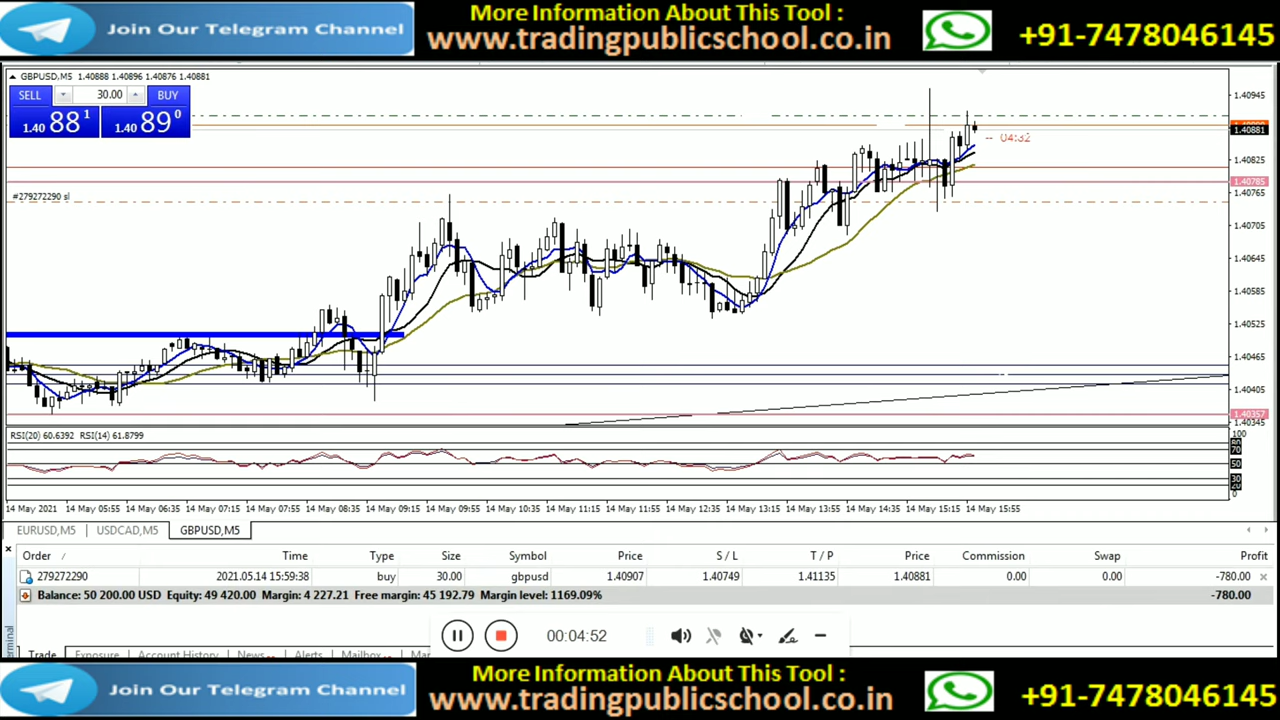 Join Our Telegram Channel
More Information About This Tool :
www.tradingpublicschool.co.in
+91-7478046145
GBPUSD,M5 1.40888 1.40896 1.40876 1.40881
SELL 30.00 BUY
1.40 88 1 1.40 89 0
#279272290 sl
-- 04:32
1.40945
1.40881
1.40825
1.40785
1.40765
1.40705
1.40645
1.40585
1.40525
1.40465
1.40405
1.40357
1.40345
RSI(20) 60.6392 RSI(14) 61.8799
100
70
50
30
20
0
14 May 2021 14 May 05:55 14 May 06:35 14 May 07:15 14 May 07:55 14 May 08:35 14 May 09:15 14 May 09:55 14 May 10:35 14 May 11:15 14 May 11:55 14 May 12:35 14 May 13:15 14 May 13:55 14 May 14:35 14 May 15:15 14 May 15:55
EURUSD,M5 USDCAD,M5 GBPUSD,M5
Order / Time Type Size Symbol Price S / L T / P Price Commission Swap Profit
279272290 2021.05.14 15:59:38 buy 30.00 gbpusd 1.40907 1.40749 1.41135 1.40881 0.00 0.00 -780.00
Balance: 50 200.00 USD Equity: 49 420.00 Margin: 4 227.21 Free margin: 45 192.79 Margin level: 1169.09% -780.00
00:04:52
Trade Exposure Account History News Alerts Mailbox
Join Our Telegram Channel
More Information About This Tool :
www.tradingpublicschool.co.in
+91-7478046145